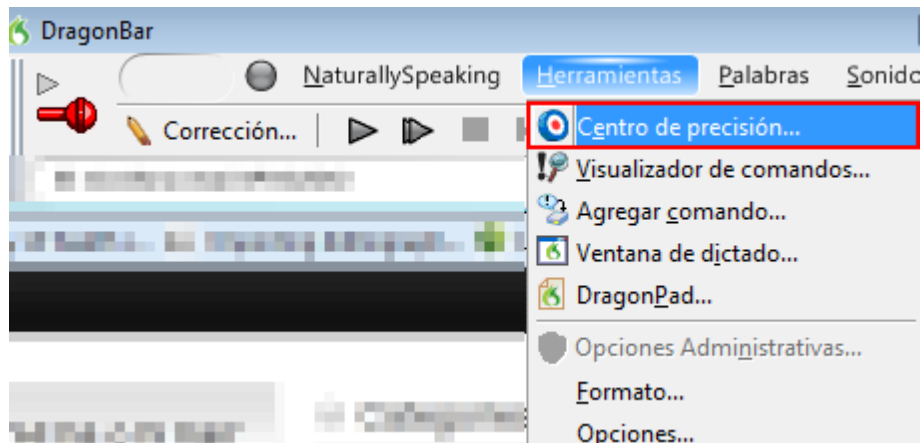 DragonBar
NaturallySpeaking Herramientas Palabras Sonido
Corrección...
Centro de precisión...
Visualizador de comandos...
Agregar comando...
Ventana de dictado...
DragonPad...
Opciones Administrativas...
Formato...
Opciones...